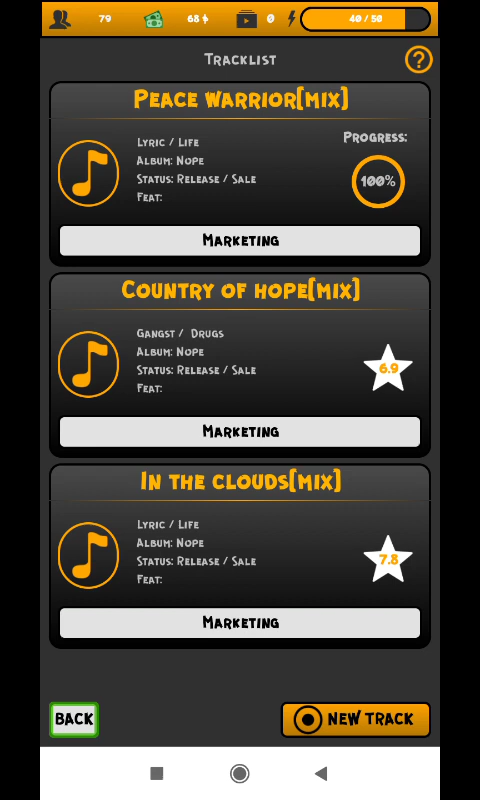 79 68 $ 0 40 / 50
Tracklist ?
Peace warrior[mix]
Lyric / Life
Album: Nope
Status: Release / Sale
Feat:
Progress:
100%
Marketing
Country of hope[mix]
Gangst / Drugs
Album: Nope
Status: Release / Sale
Feat:
6.9
Marketing
In the clouds[mix]
Lyric / Life
Album: Nope
Status: Release / Sale
Feat:
7.8
Marketing
Back
New track